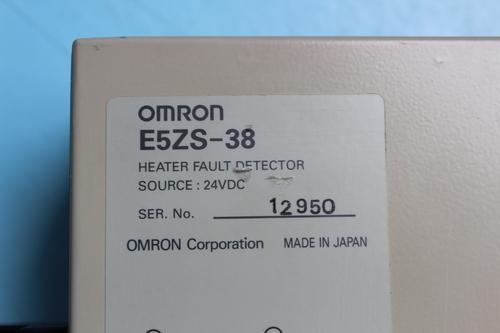 OMRON
E5ZS-38
HEATER FAULT DETECTOR
SOURCE : 24VDC
SER. No. 12950
OMRON Corporation MADE IN JAPAN